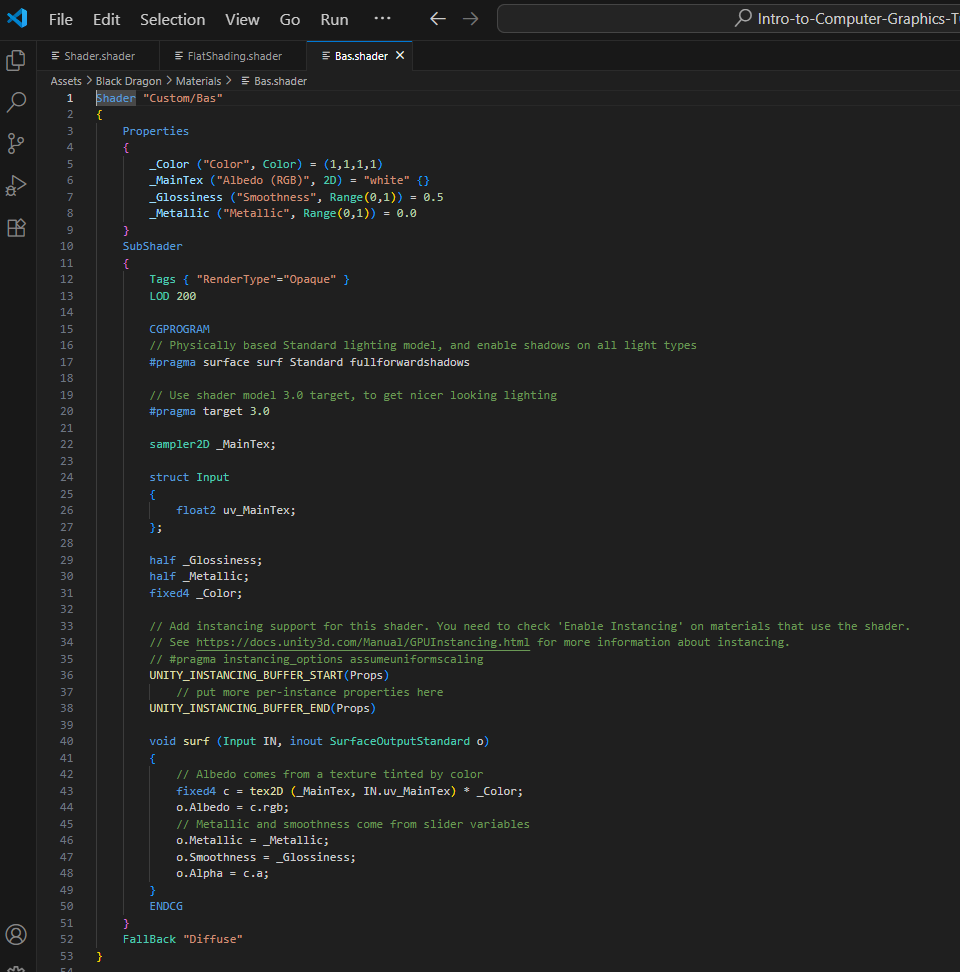 File Edit Selection View Go Run ··· Intro-to-Computer-Graphics-T
Shader.shader FlatShading.shader Bas.shader
Assets > Black Dragon > Materials > Bas.shader
1 Shader "Custom/Bas"
2 {
3 Properties
4 {
5 _Color ("Color", Color) = (1,1,1,1)
6 _MainTex ("Albedo (RGB)", 2D) = "white" {}
7 _Glossiness ("Smoothness", Range(0,1)) = 0.5
8 _Metallic ("Metallic", Range(0,1)) = 0.0
9 }
10 SubShader
11 {
12 Tags { "RenderType"="Opaque" }
13 LOD 200
14
15 CGPROGRAM
16 // Physically based Standard lighting model, and enable shadows on all light types
17 #pragma surface surf Standard fullforwardshadows
18
19 // Use shader model 3.0 target, to get nicer looking lighting
20 #pragma target 3.0
21
22 sampler2D _MainTex;
23
24 struct Input
25 {
26 float2 uv_MainTex;
27 };
28
29 half _Glossiness;
30 half _Metallic;
31 fixed4 _Color;
32
33 // Add instancing support for this shader. You need to check 'Enable Instancing' on materials that use the shader.
34 // See https://docs.unity3d.com/Manual/GPUInstancing.html for more information about instancing.
35 // #pragma instancing_options assumeuniformscaling
36 UNITY_INSTANCING_BUFFER_START(Props)
37 // put more per-instance properties here
38 UNITY_INSTANCING_BUFFER_END(Props)
39
40 void surf (Input IN, inout SurfaceOutputStandard o)
41 {
42 // Albedo comes from a texture tinted by color
43 fixed4 c = tex2D (_MainTex, IN.uv_MainTex) * _Color;
44 o.Albedo = c.rgb;
45 // Metallic and smoothness come from slider variables
46 o.Metallic = _Metallic;
47 o.Smoothness = _Glossiness;
48 o.Alpha = c.a;
49 }
50 ENDCG
51 }
52 FallBack "Diffuse"
53 }
54